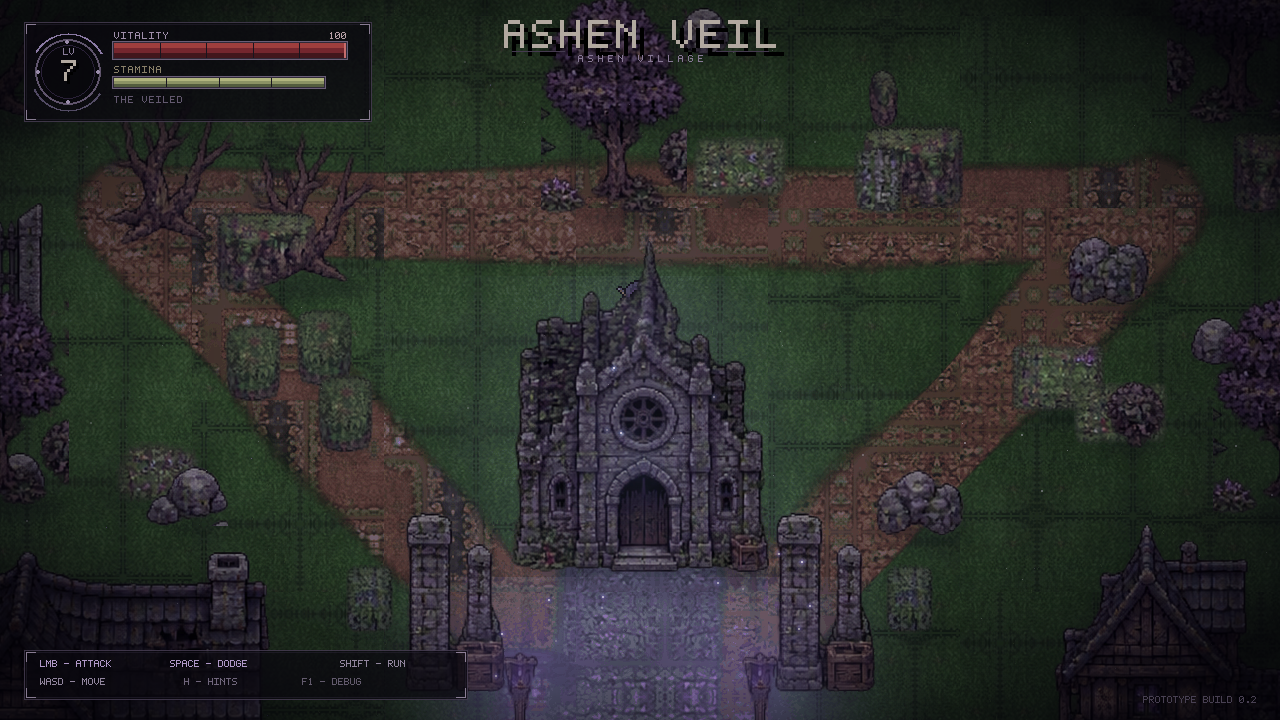 ASHEN VEIL
ASHEN VILLAGE
VITALITY 100
LV
7
STAMINA
THE VEILED
LMB - ATTACK SPACE - DODGE SHIFT - RUN
WASD - MOVE H - HINTS F1 - DEBUG
PROTOTYPE BUILD 0.2